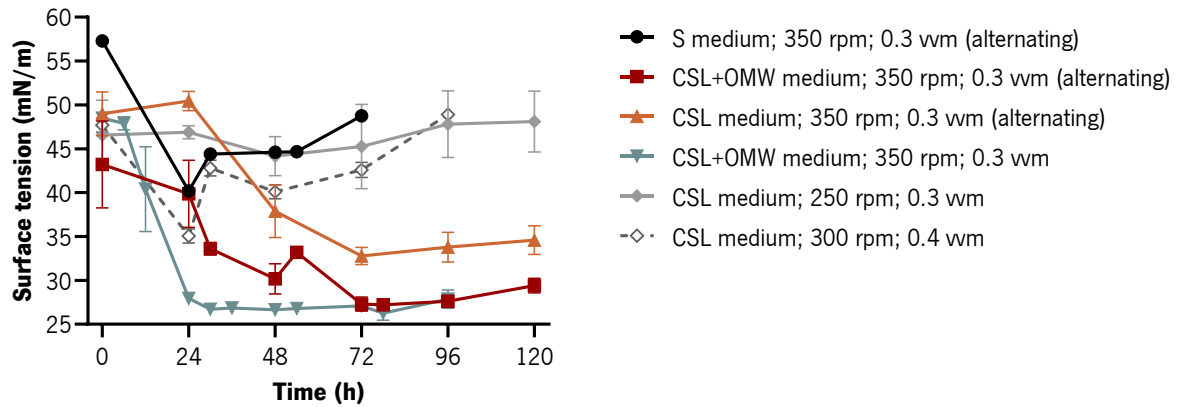 60
55
50
45
40
35
30
25
Surface tension (mN/m)
0 24 48 72 96 120
Time (h)
S medium; 350 rpm; 0.3 vvm (alternating)
CSL+OMW medium; 350 rpm; 0.3 vvm (alternating)
CSL medium; 350 rpm; 0.3 vvm (alternating)
CSL+OMW medium; 350 rpm; 0.3 vvm
CSL medium; 250 rpm; 0.3 vvm
CSL medium; 300 rpm; 0.4 vvm